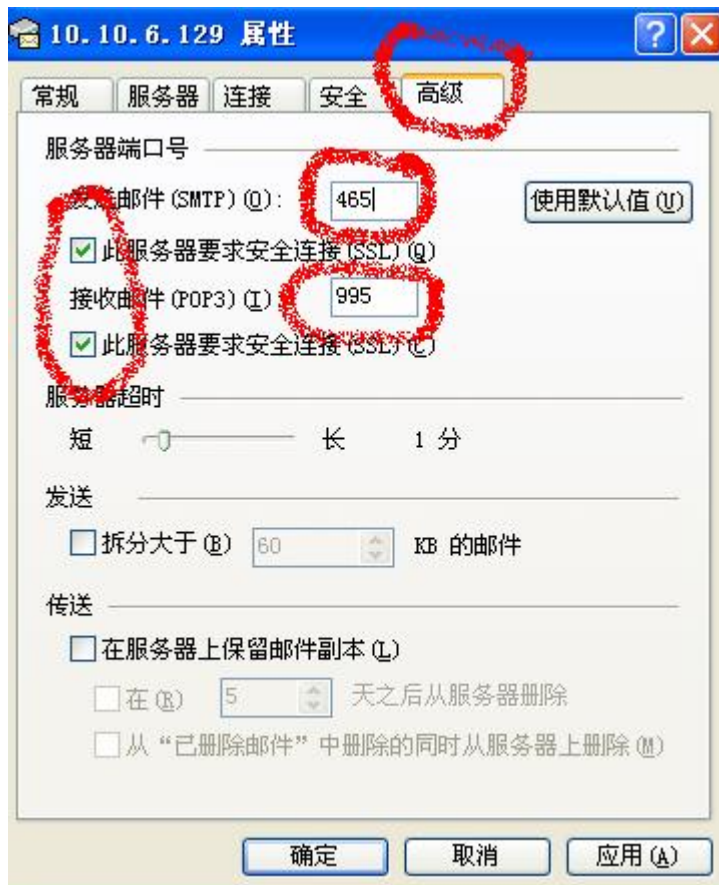 10.10.6.129 属性
常规 服务器 连接 安全 高级
服务器端口号
发送邮件(SMTP)(O): 465 使用默认值(U)
此服务器要求安全连接(SSL)(Q)
接收邮件(POP3)(I) 995
此服务器要求安全连接(SSL)(C)
服务器超时
短 长 1 分
发送
拆分大于(B) 60 KB 的邮件
传送
在服务器上保留邮件副本(L)
在(R) 5 天之后从服务器删除
从“已删除邮件”中删除的同时从服务器上删除(M)
确定 取消 应用(A)